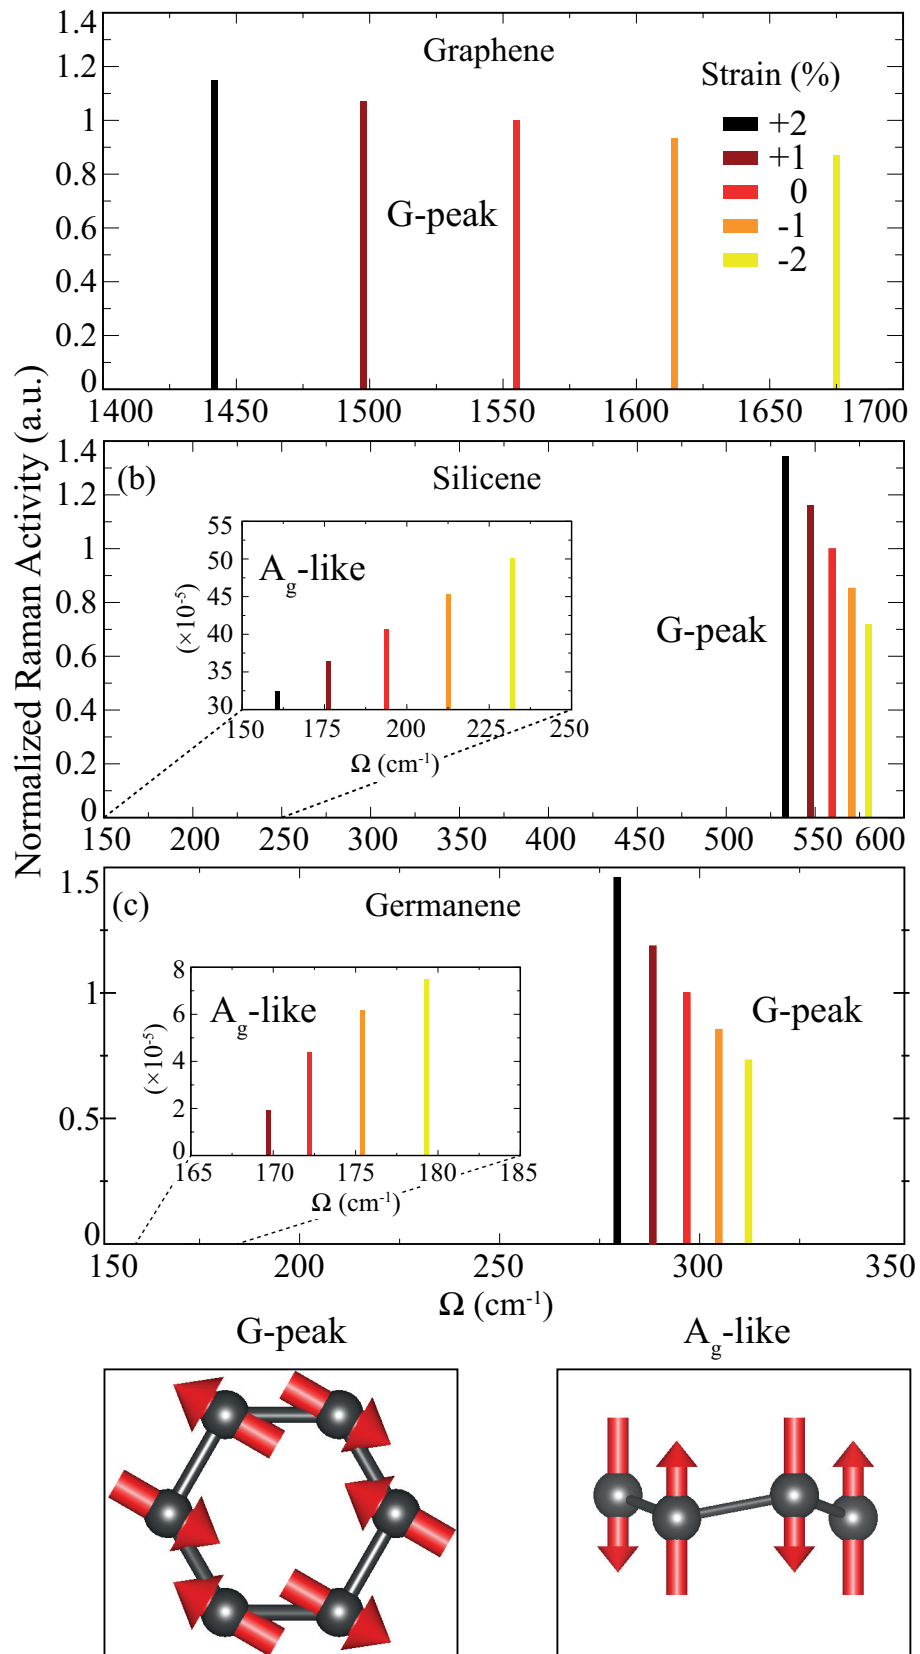 Normalized Raman Activity (a.u.)
1.4
1.2
1
0.8
0.6
0.4
0.2
0
Graphene
Strain (%)
+2
+1
0
-1
-2
G-peak
1400 1450 1500 1550 1600 1650 1700
1.4
1.2
1
0.8
0.6
0.4
0.2
0
(b)
Silicene
55
50
45
40
35
30
(×10⁻⁵)
A_g-like
150 175 200 225 250
Ω (cm⁻¹)
G-peak
150 200 250 300 350 400 450 500 550 600
1.5
1
0.5
0
(c)
Germanene
8
6
4
2
0
(×10⁻⁵)
A_g-like
165 170 175 180 185
Ω (cm⁻¹)
G-peak
150 200 250 300 350
Ω (cm⁻¹)
G-peak
A_g-like